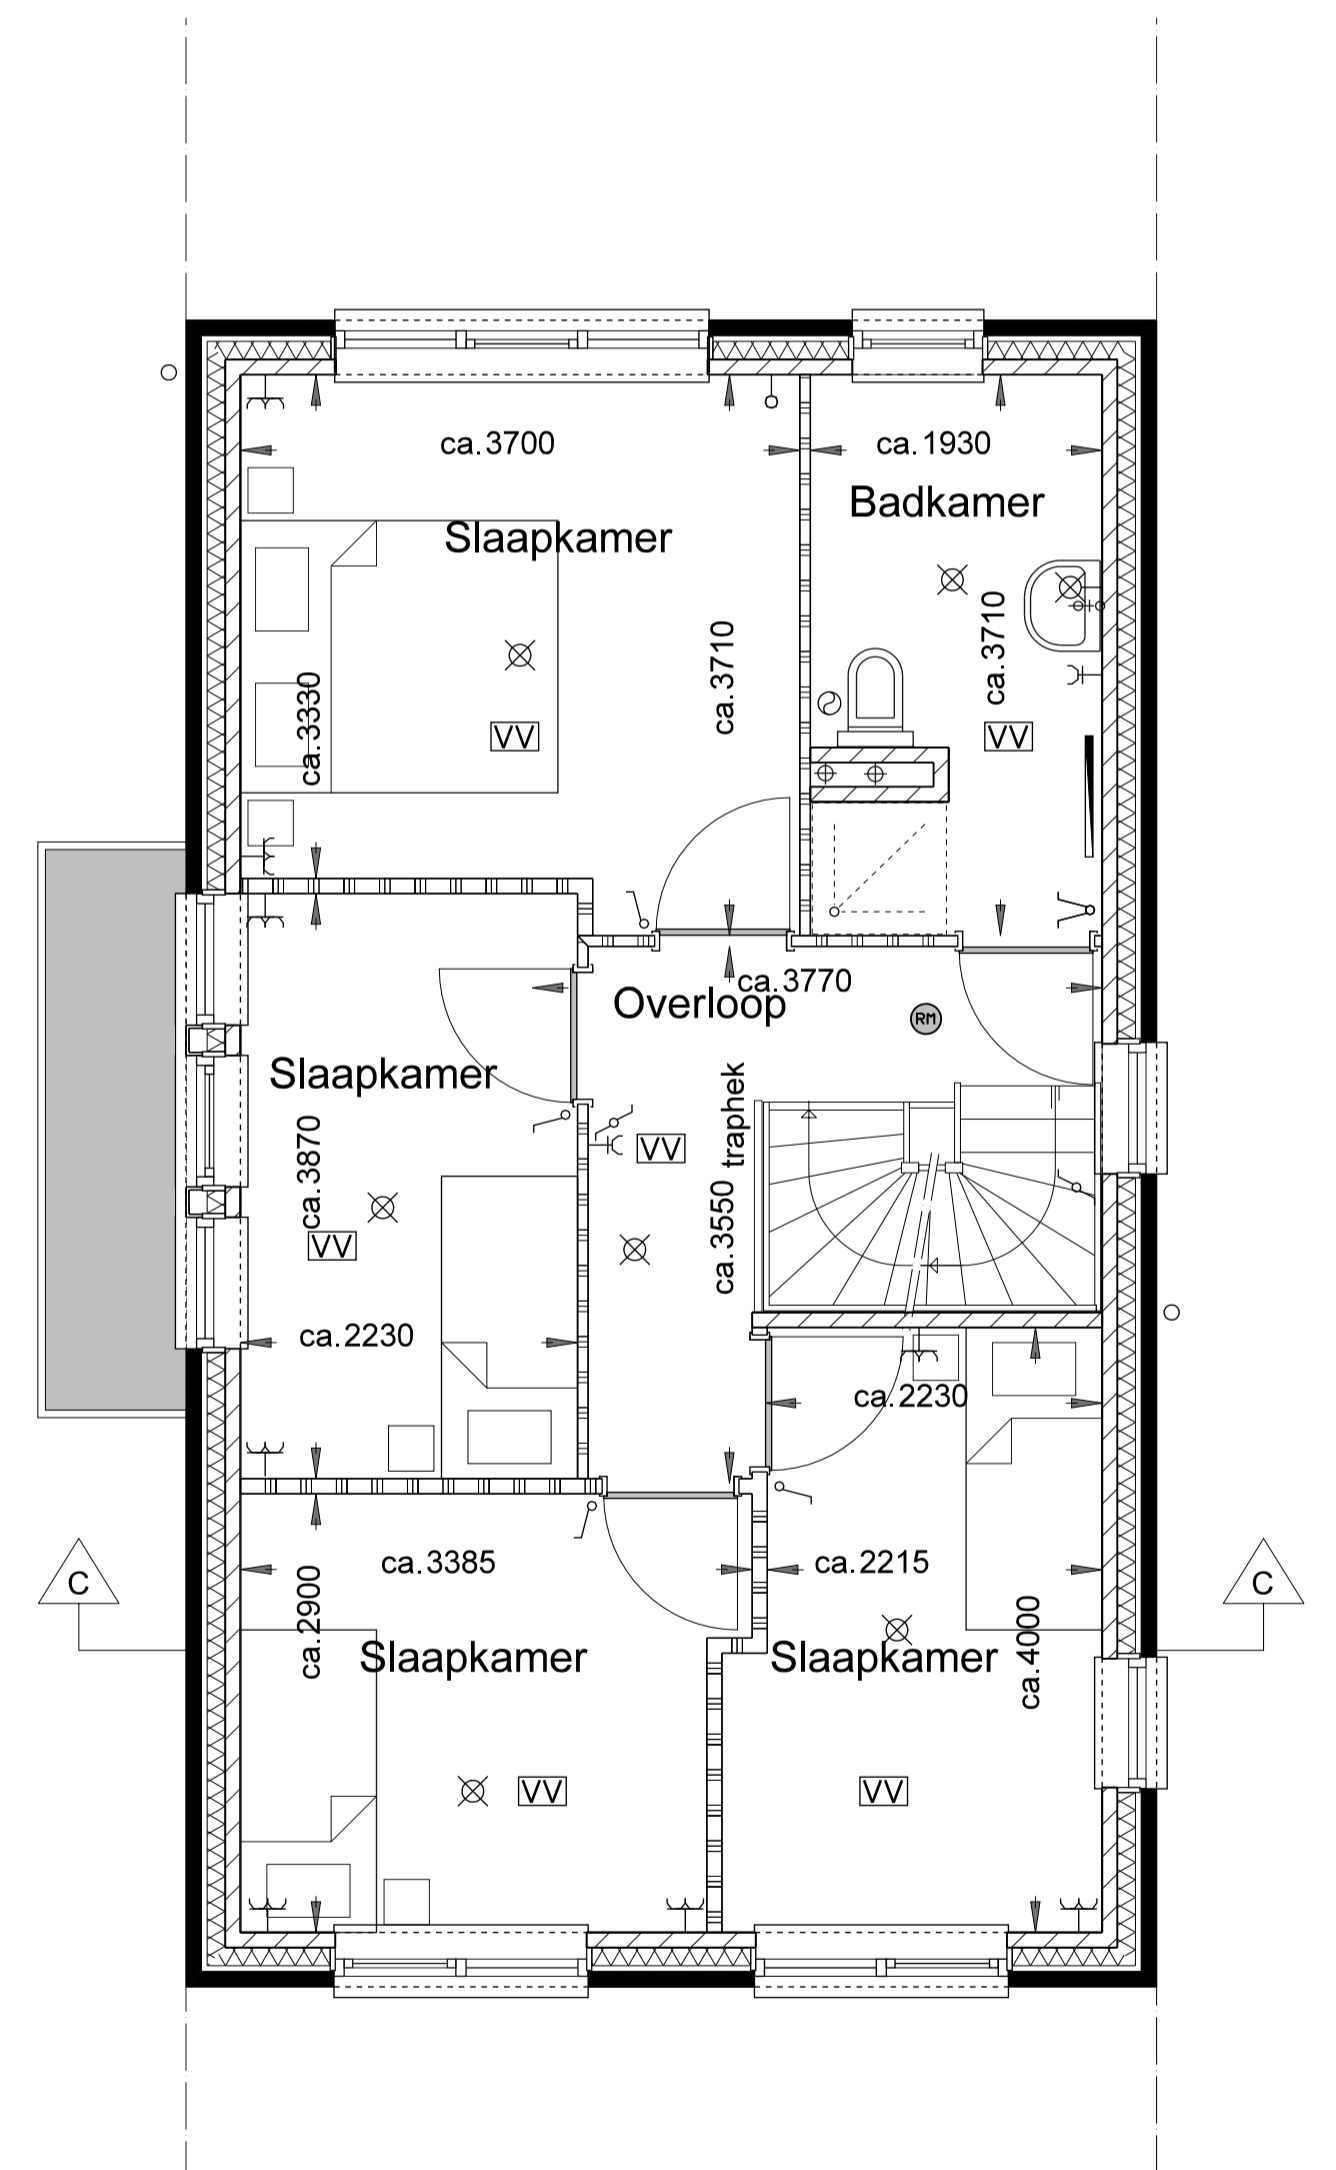 ca.3700
ca.1930
Badkamer
Slaapkamer
ca.3710
ca.3710
ca.3330
VV
VV
ca.3770
Overloop
RM
Slaapkamer
traphek
VV
ca.3870
ca.3550
VV
ca.2230
ca.2230
ca.3385
ca.2215
C
C
ca.2900
ca.4000
Slaapkamer
Slaapkamer
VV
VV